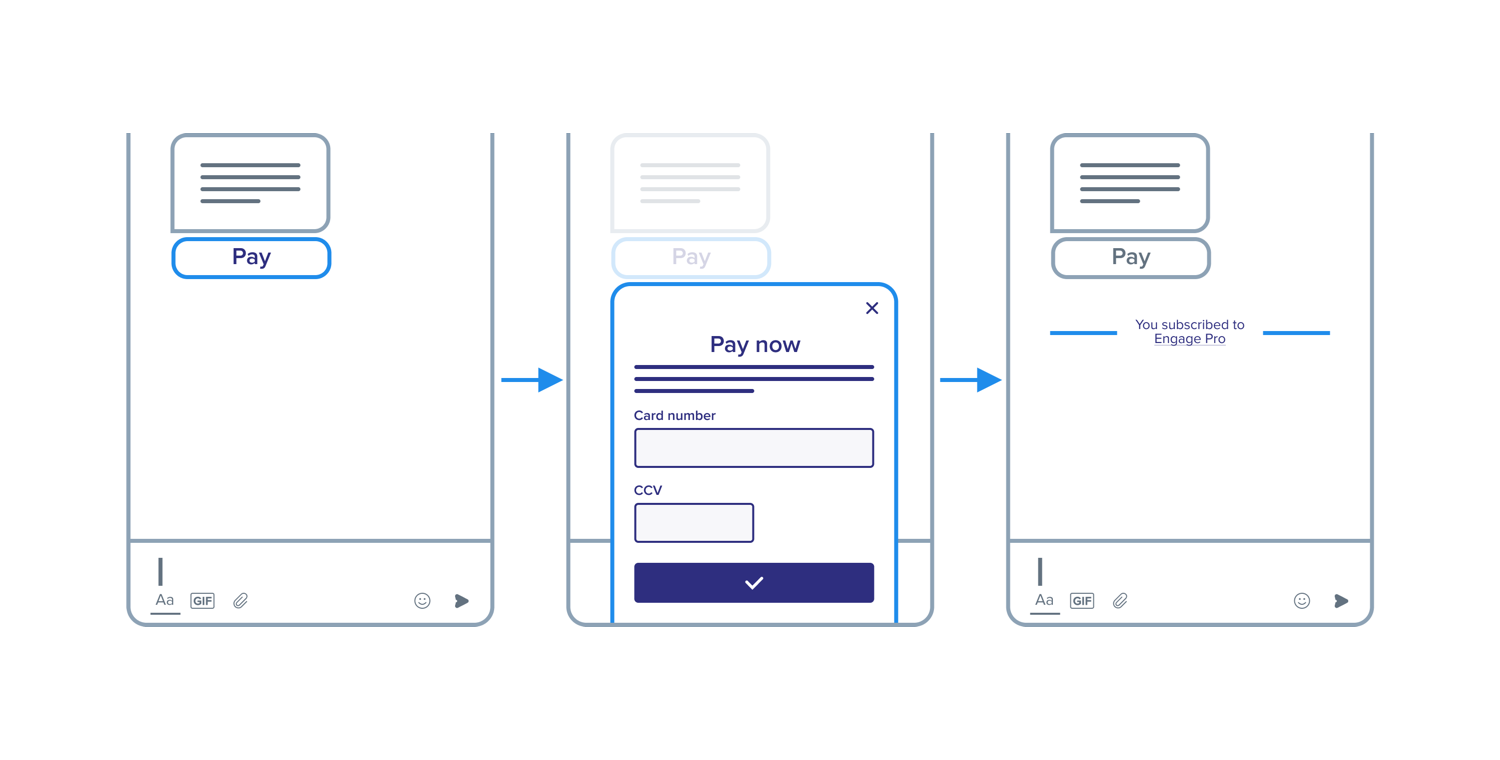 Pay
Aa
GIF
Pay
Pay now
Card number
CCV
Pay
You subscribed to
Engage Pro
Aa
GIF